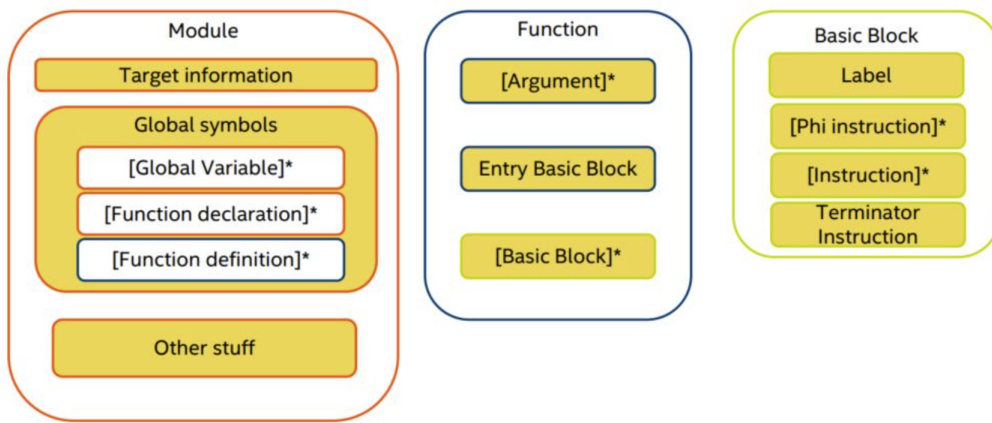 Module
Target information
Global symbols
[Global Variable]*
[Function declaration]*
[Function definition]*
Other stuff
Function
[Argument]*
Entry Basic Block
[Basic Block]*
Basic Block
Label
[Phi instruction]*
[Instruction]*
Terminator
Instruction